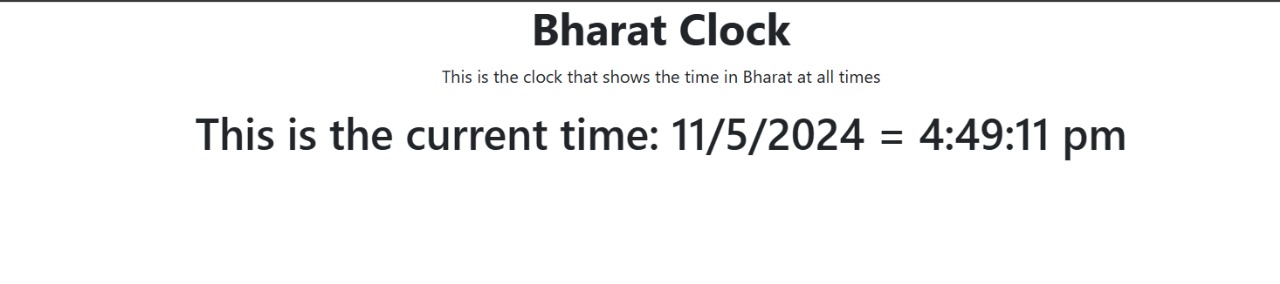 Bharat Clock
This is the clock that shows the time in Bharat at all times
This is the current time: 11/5/2024 = 4:49:11 pm